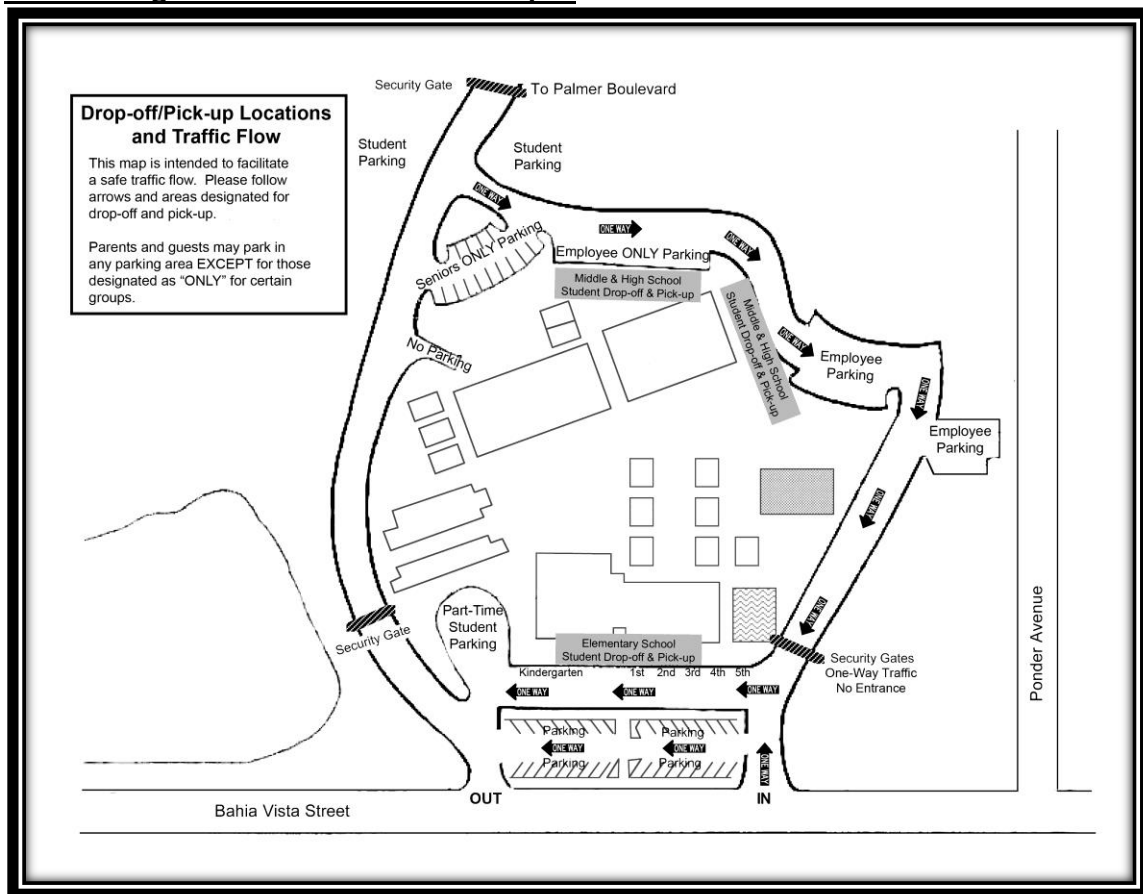 Security Gate
To Palmer Boulevard
Drop-off/Pick-up Locations
and Traffic Flow
This map is intended to facilitate
a safe traffic flow. Please follow
arrows and areas designated for
drop-off and pick-up.
Parents and guests may park in
any parking area EXCEPT for those
designated as “ONLY” for certain
groups.
Student
Parking
Student
Parking
ONE WAY
ONE WAY
ONE WAY
Seniors ONLY Parking
Employee ONLY Parking
Middle & High School
Student Drop-off & Pick-up
Middle & High School
Student Drop-off & Pick-up
ONE WAY
No Parking
Employee
Parking
ONE WAY
Employee
Parking
ONE WAY
ONE WAY
Part-Time
Student
Parking
Security Gate
Elementary School
Student Drop-off & Pick-up
Security Gates
One-Way Traffic
No Entrance
Ponder Avenue
Kindergarten 1st 2nd 3rd 4th 5th
ONE WAY
ONE WAY
ONE WAY
Parking
Parking
ONE WAY
ONE WAY
Parking
Parking
ONE WAY
OUT
IN
Bahia Vista Street